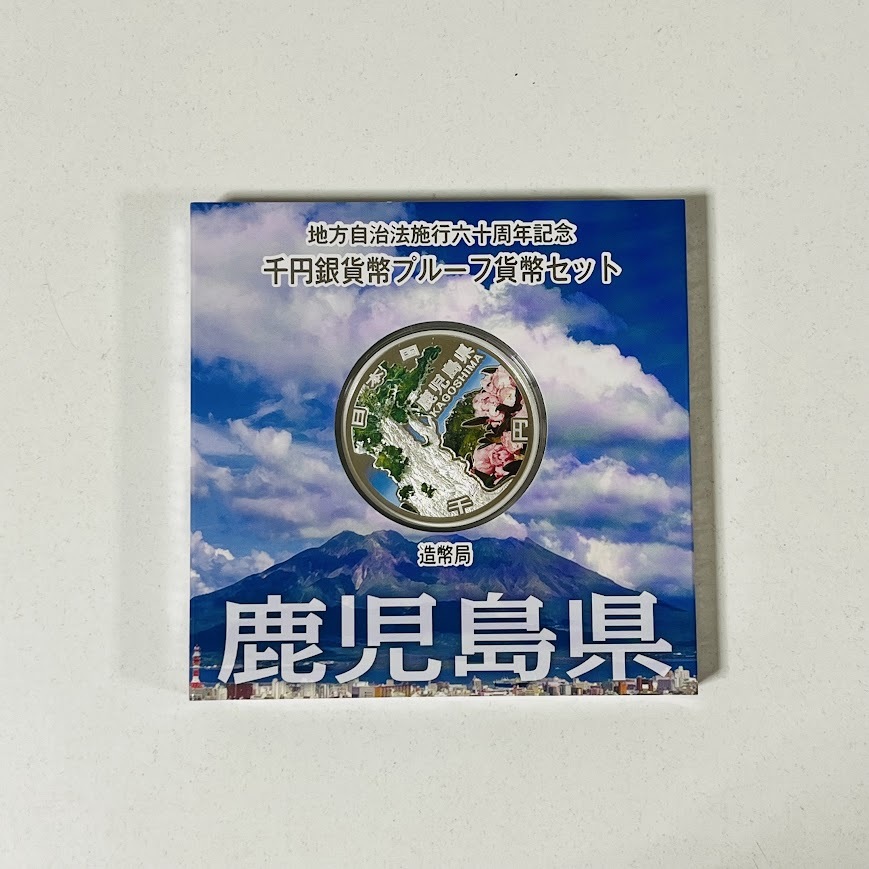 地方自治法施行六十周年記念
千円銀貨幣プルーフ貨幣セット
日本国
鹿児島県
KAGOSHIMA
千円
造幣局
鹿児島県